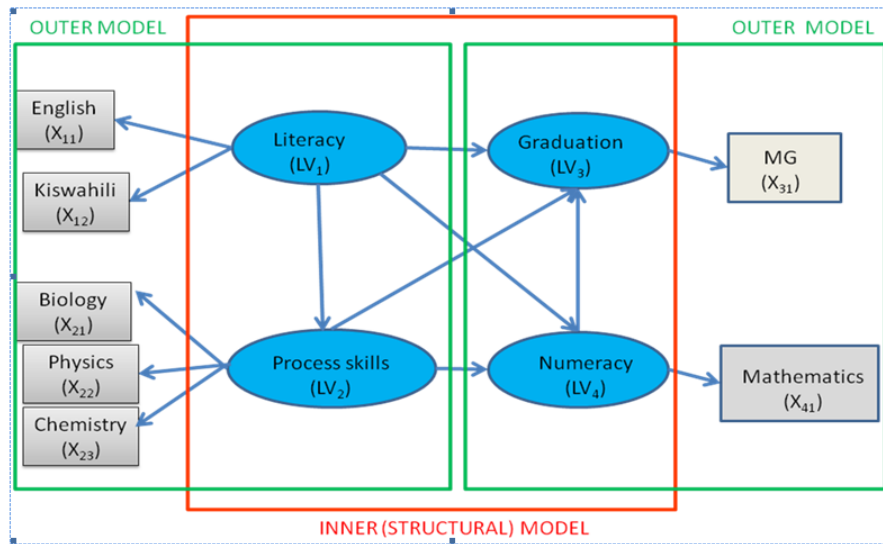 OUTER MODEL
OUTER MODEL
English
(X₁₁)
Literacy
(LV₁)
Graduation
(LV₃)
MG
(X₃₁)
Kiswahili
(X₁₂)
Biology
(X₂₁)
Physics
(X₂₂)
Chemistry
(X₂₃)
Process skills
(LV₂)
Numeracy
(LV₄)
Mathematics
(X₄₁)
INNER (STRUCTURAL) MODEL